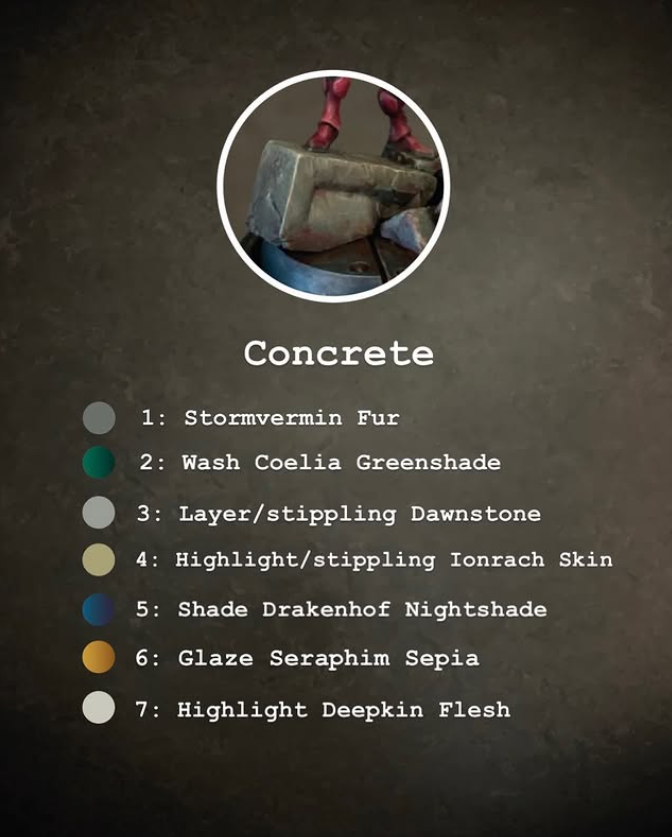 Concrete
1: Stormvermin Fur
2: Wash Coelia Greenshade
3: Layer/stippling Dawnstone
4: Highlight/stippling Ionrach Skin
5: Shade Drakenhof Nightshade
6: Glaze Seraphim Sepia
7: Highlight Deepkin Flesh